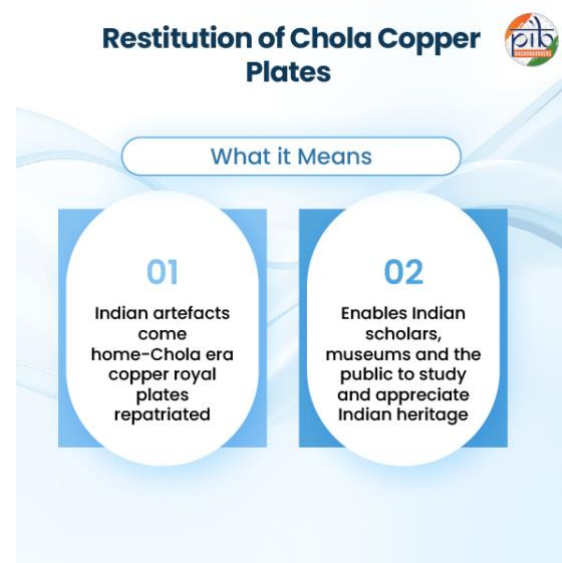 Restitution of Chola Copper
Plates
pib
BACKGROUNDERS
What it Means
01
Indian artefacts
come
home-Chola era
copper royal
plates
repatriated
02
Enables Indian
scholars,
museums and the
public to study
and appreciate
Indian heritage